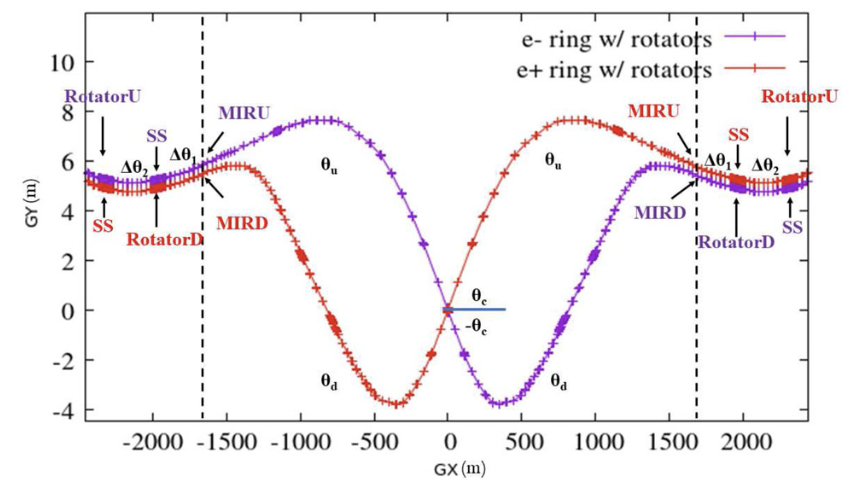 e- ring w/ rotators
e+ ring w/ rotators
10
8
6
4
2
0
-2
-4
GY (m)
RotatorU
SS
MIRU
Δθ2
Δθ1
SS
RotatorD
MIRD
θu
θu
MIRU
SS
RotatorU
Δθ1
Δθ2
MIRD
RotatorD
SS
θc
-θc
θd
θd
-2000 -1500 -1000 -500 0 500 1000 1500 2000
GX (m)